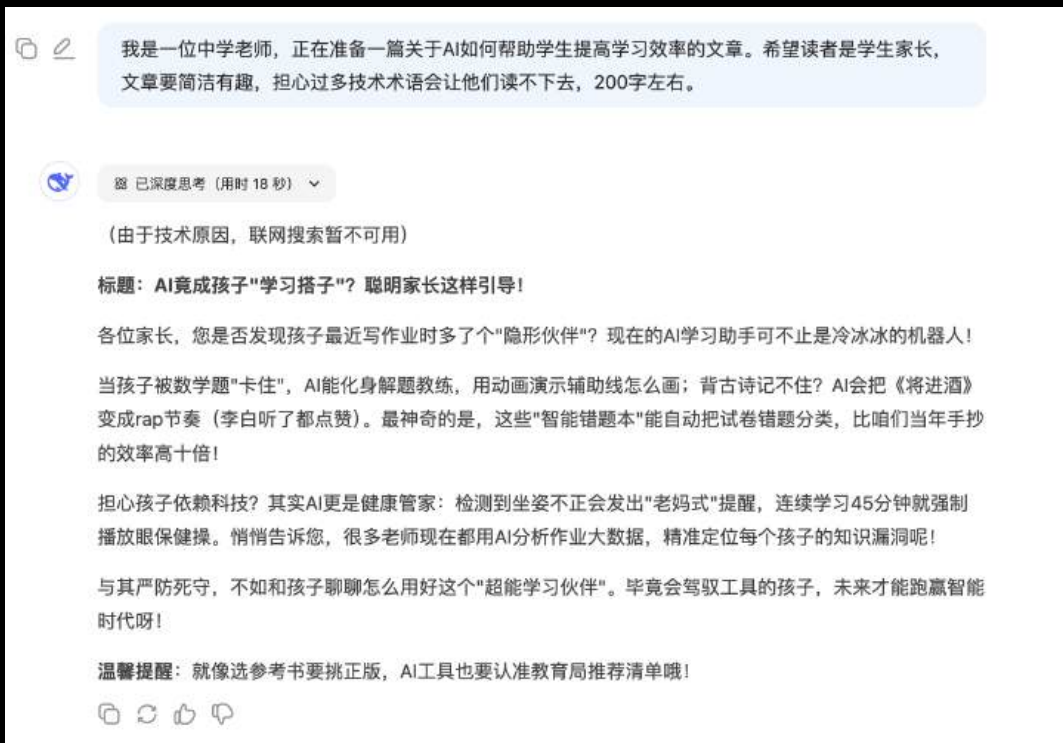 我是一位中学老师，正在准备一篇关于AI如何帮助学生提高学习效率的文章。希望读者是学生家长，
文章要简洁有趣，担心过多技术术语会让他们读不下去，200字左右。
已深度思考（用时 18 秒）
（由于技术原因，联网搜索暂不可用）
标题：AI竟成孩子"学习搭子"？聪明家长这样引导！
各位家长，您是否发现孩子最近写作业时多了个"隐形伙伴"？现在的AI学习助手可不止是冷冰冰的机器人！
当孩子被数学题"卡住"，AI能化身解题教练，用动画演示辅助线怎么画；背古诗记不住？AI会把《将进酒》
变成rap节奏（李白听了都点赞）。最神奇的是，这些"智能错题本"能自动把试卷错题分类，比咱们当年手抄
的效率高十倍！
担心孩子依赖科技？其实AI更是健康管家：检测到坐姿不正会发出"老妈式"提醒，连续学习45分钟就强制
播放眼保健操。悄悄告诉您，很多老师现在都用AI分析作业大数据，精准定位每个孩子的知识漏洞呢！
与其严防死守，不如和孩子聊聊怎么用好这个"超能学习伙伴"。毕竟会驾驭工具的孩子，未来才能跑赢智能
时代呀！
温馨提醒：就像选参考书要挑正版，AI工具也要认准教育局推荐清单哦！